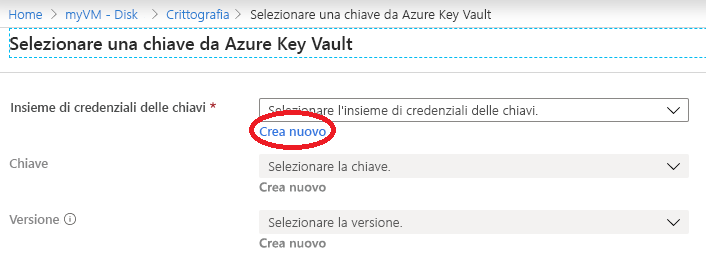 Home > myVM - Disk > Crittografia > Selezionare una chiave da Azure Key Vault
Selezionare una chiave da Azure Key Vault
Insieme di credenziali delle chiavi * Selezionare l'insieme di credenziali delle chiavi.
Crea nuovo
Chiave Selezionare la chiave.
Crea nuovo
Versione Selezionare la versione.
Crea nuovo